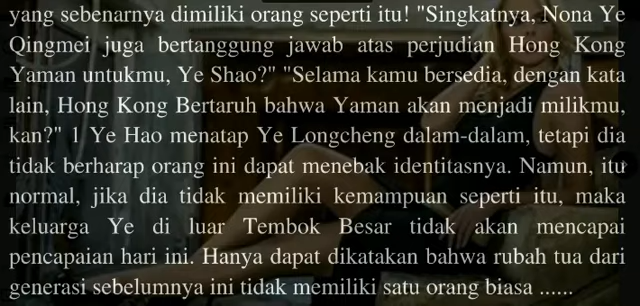 yang sebenarnya dimiliki orang seperti itu! "Singkatnya, Nona Ye
Qingmei juga bertanggung jawab atas perjudian Hong Kong
Yaman untukmu, Ye Shao?" "Selama kamu bersedia, dengan kata
lain, Hong Kong Bertaruh bahwa Yaman akan menjadi milikmu,
kan?" 1 Ye Hao menatap Ye Longcheng dalam-dalam, tetapi dia
tidak berharap orang ini dapat menebak identitasnya. Namun, itu
normal, jika dia tidak memiliki kemampuan seperti itu, maka
keluarga Ye di luar Tembok Besar tidak akan mencapai
pencapaian hari ini. Hanya dapat dikatakan bahwa rubah tua dari
generasi sebelumnya ini tidak memiliki satu orang biasa ......